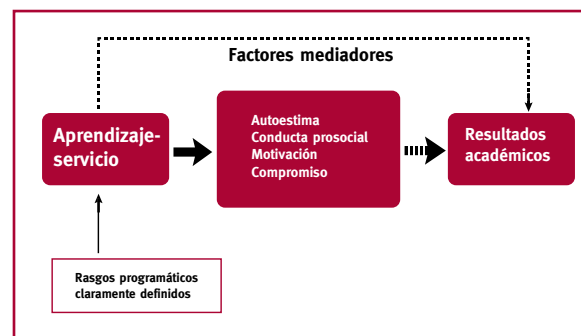 Factores mediadores
Aprendizaje-
servicio
Autoestima
Conducta prosocial
Motivación
Compromiso
Resultados
académicos
Rasgos programáticos
claramente definidos